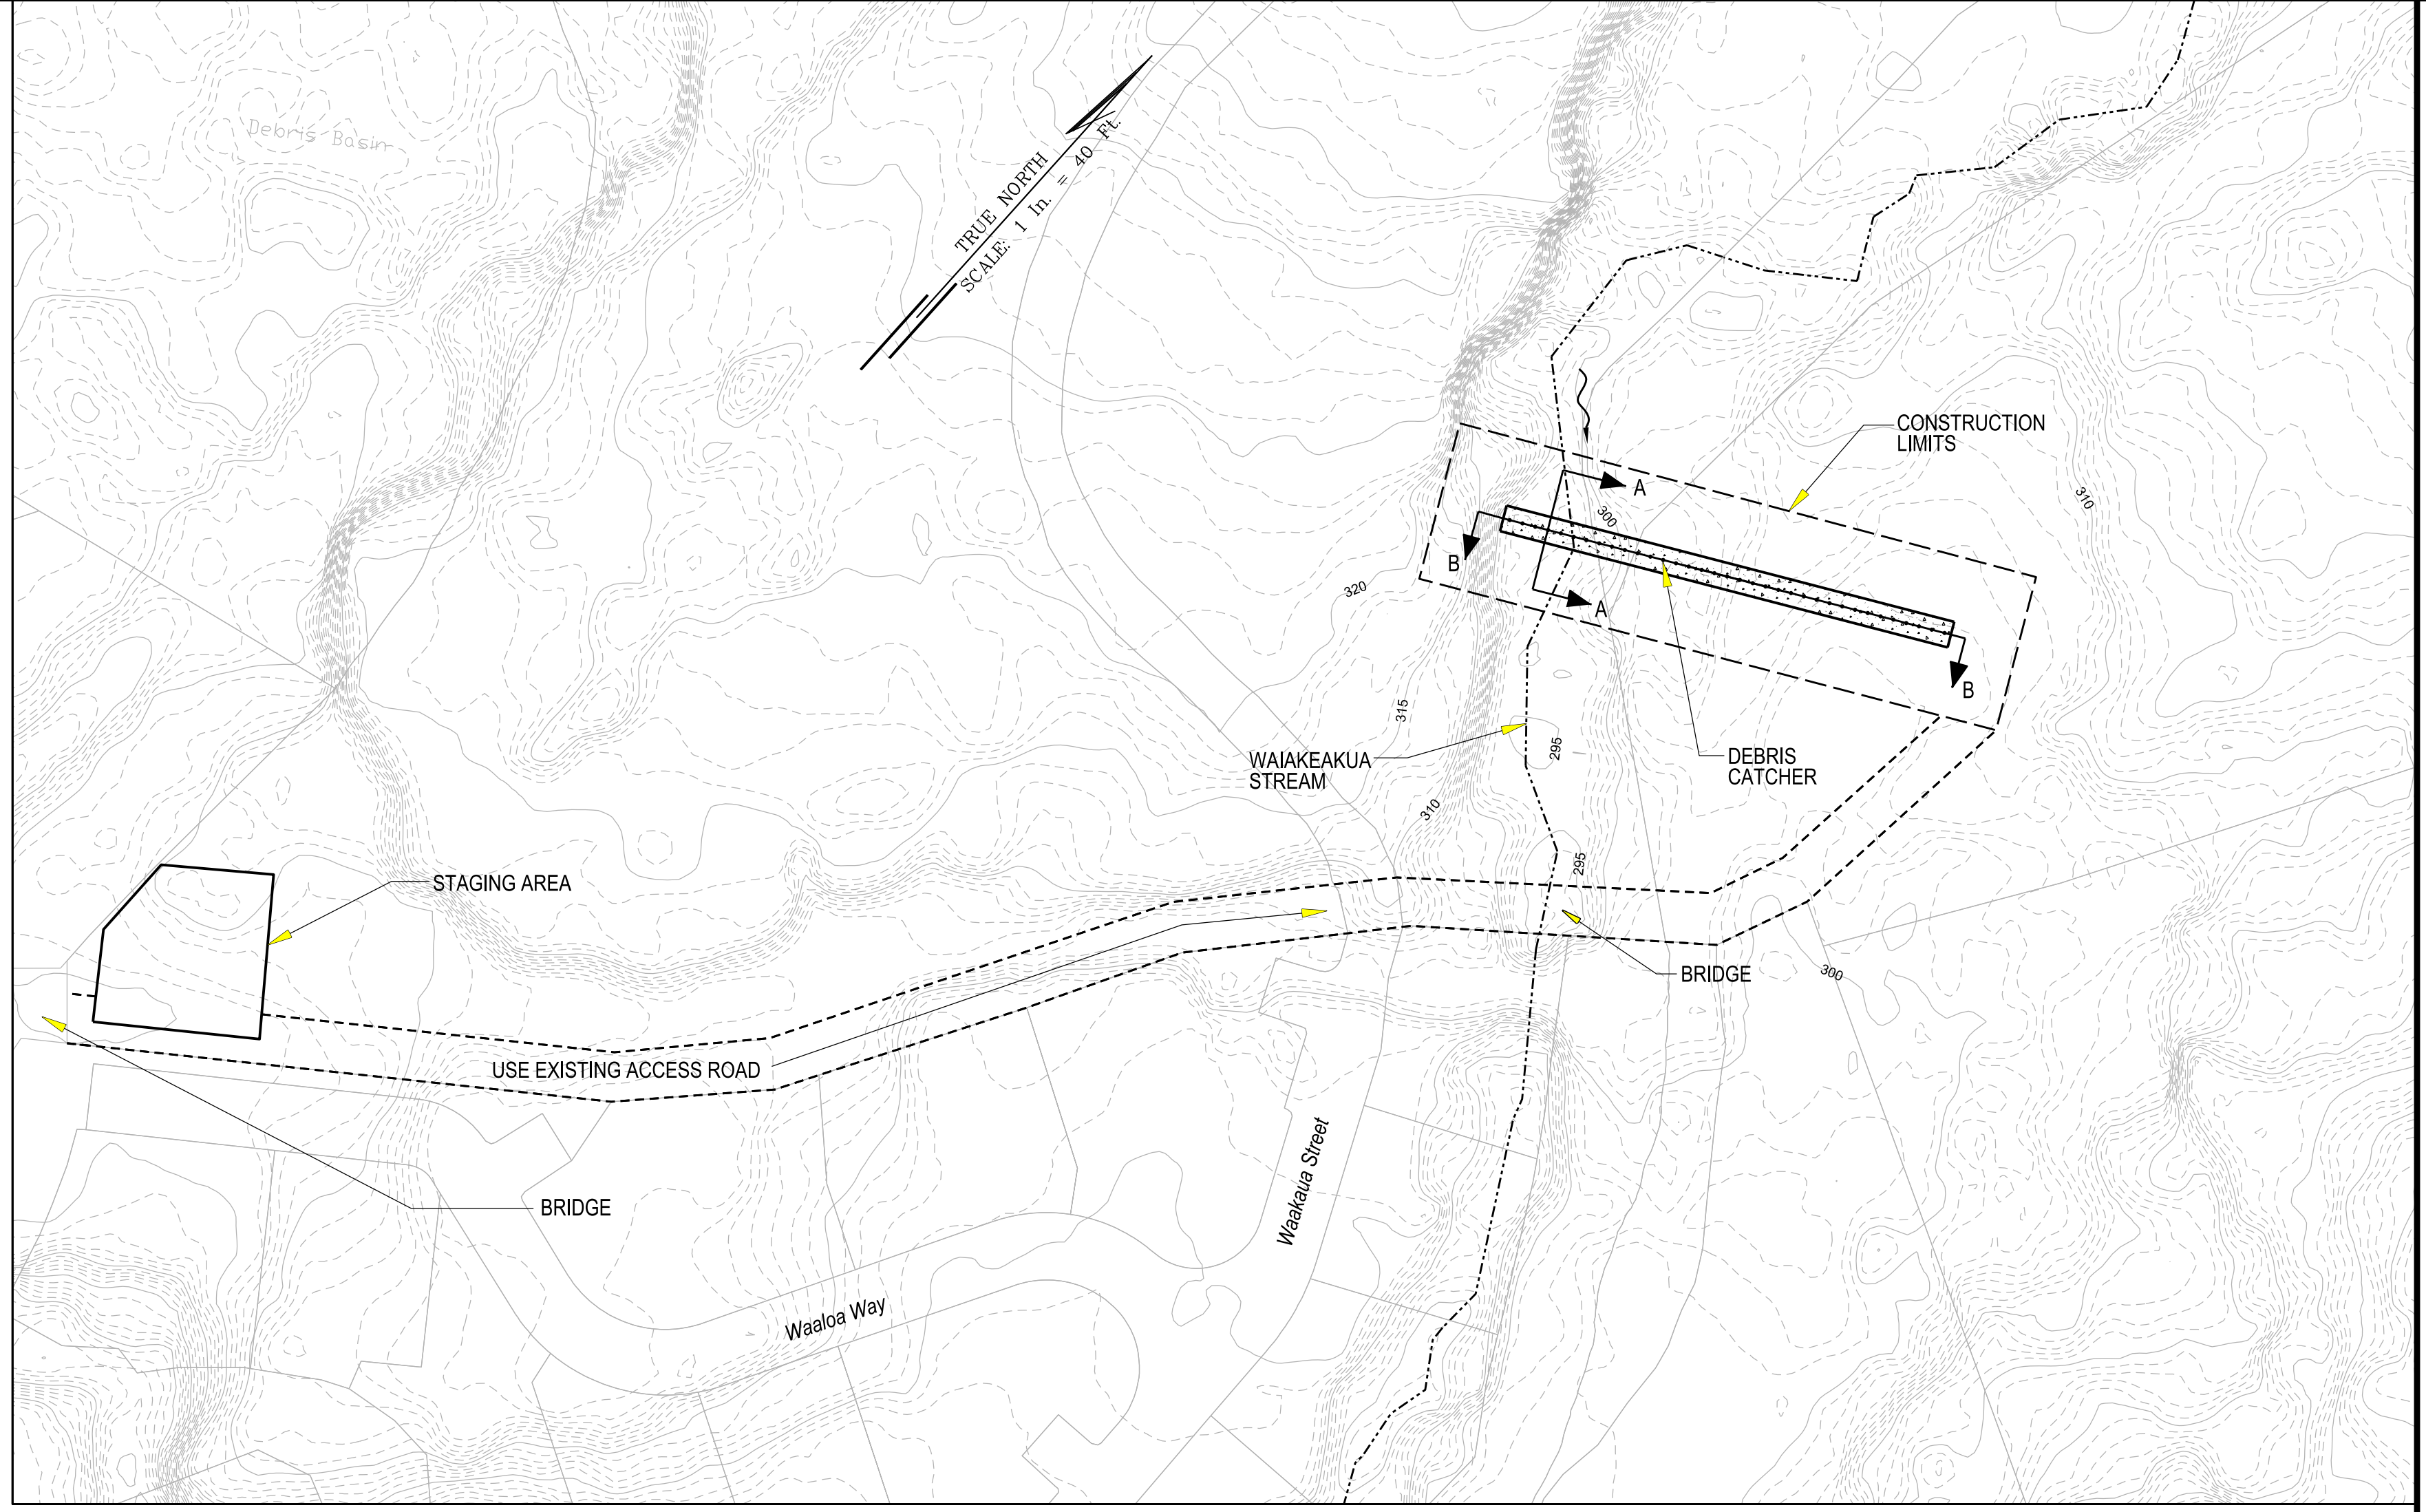 Debris Basin
TRUE NORTH
SCALE: 1 In. = 40 Ft.
CONSTRUCTION
LIMITS
310
A
300
B
320
A
B
315
295
WAIAKEAKUA
STREAM
DEBRIS
CATCHER
310
295
STAGING AREA
BRIDGE
300
USE EXISTING ACCESS ROAD
BRIDGE
Waakaua Street
Waaloa Way